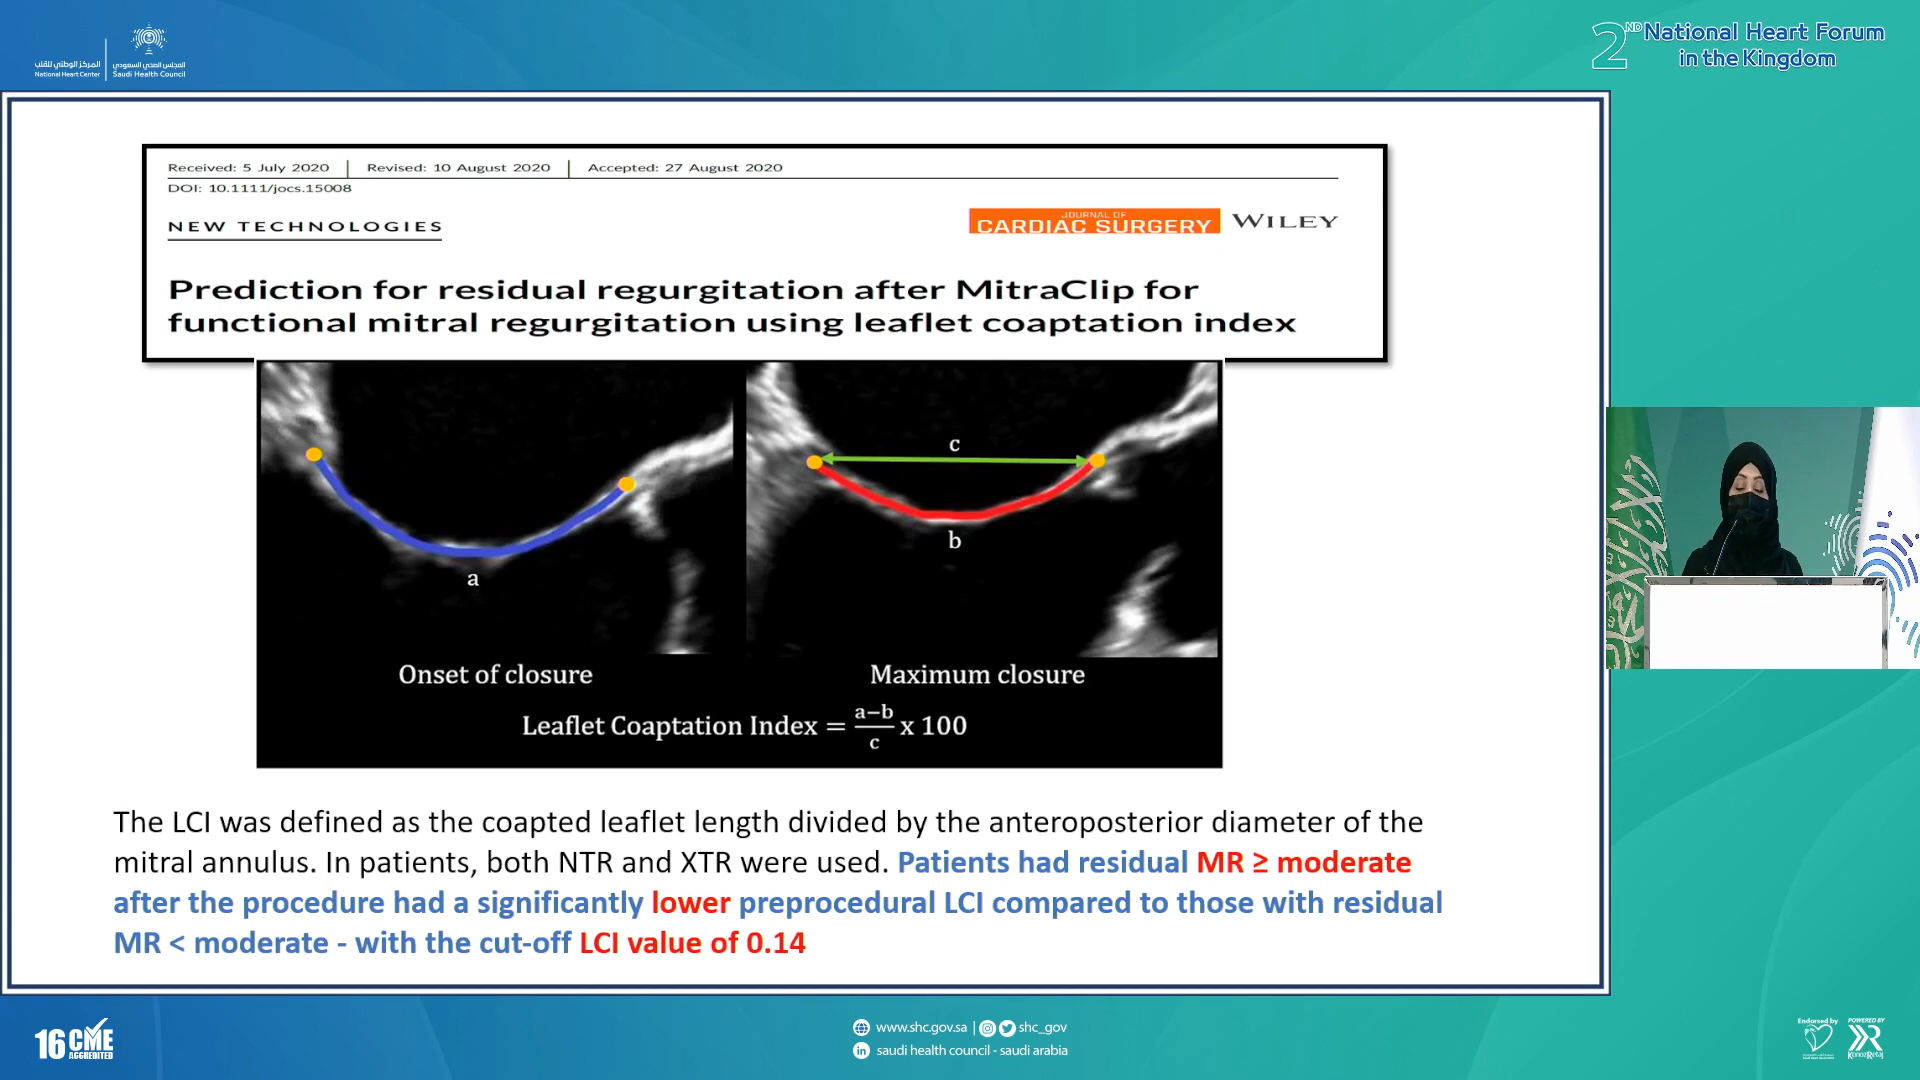 المركز الوطني للقلب
National Heart Center
المجلس الصحي السعودي
Saudi Health Council
2ND National Heart Forum
in the Kingdom
Received: 5 July 2020 | Revised: 10 August 2020 | Accepted: 27 August 2020
DOI: 10.1111/jocs.15008
NEW TECHNOLOGIES
JOURNAL OF
CARDIAC SURGERY WILEY
Prediction for residual regurgitation after MitraClip for
functional mitral regurgitation using leaflet coaptation index
c
b
a
Onset of closure
Maximum closure
Leaflet Coaptation Index = a−b/c x 100
The LCI was defined as the coapted leaflet length divided by the anteroposterior diameter of the
mitral annulus. In patients, both NTR and XTR were used. Patients had residual MR ≥ moderate
after the procedure had a significantly lower preprocedural LCI compared to those with residual
MR < moderate - with the cut-off LCI value of 0.14
16 CME
ACCREDITED
www.shc.gov.sa | shc_gov
in saudi health council - saudi arabia
Endorsed by
POWERED BY
KonozRetaj